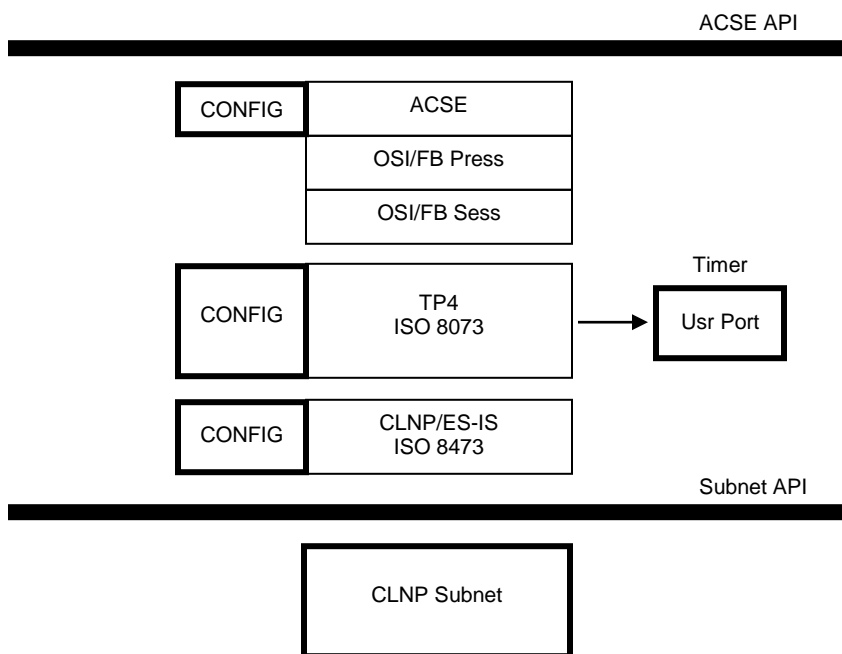 ACSE API
CONFIG
ACSE
OSI/FB Press
OSI/FB Sess
Timer
CONFIG
TP4
ISO 8073
Usr Port
CONFIG
CLNP/ES-IS
ISO 8473
Subnet API
CLNP Subnet